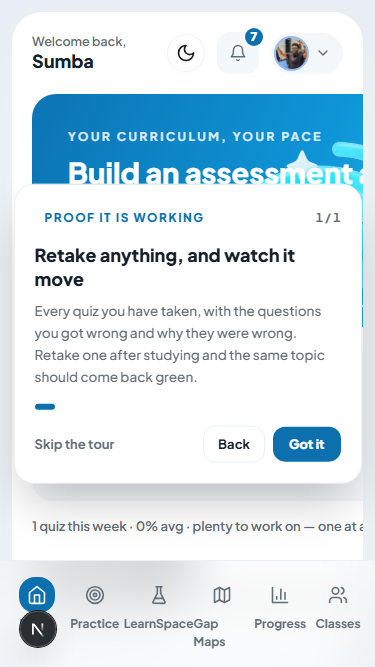 Welcome back,
Sumba
7
YOUR CURRICULUM, YOUR PACE
Build an assessment a
PROOF IT IS WORKING
1/1
Retake anything, and watch it
move
Every quiz you have taken, with the questions
you got wrong and why they were wrong.
Retake one after studying and the same topic
should come back green.
Skip the tour
Back
Got it
1 quiz this week · 0% avg · plenty to work on — one at a
N
Practice
LearnSpace
Gap
Maps
Progress
Classes